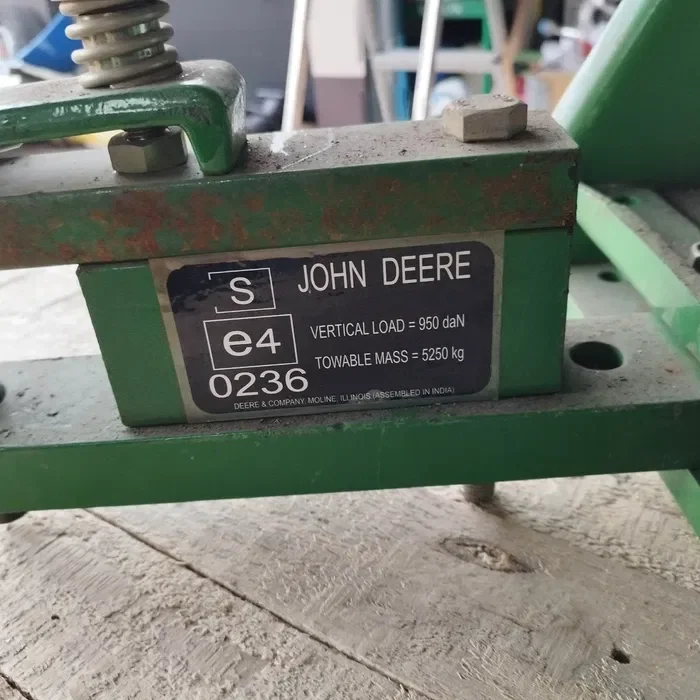 S
JOHN DEERE
e4
VERTICAL LOAD = 950 daN
TOWABLE MASS = 5250 kg
0236
DEERE & COMPANY MOLINE, ILLINOIS (ASSEMBLED IN INDIA)